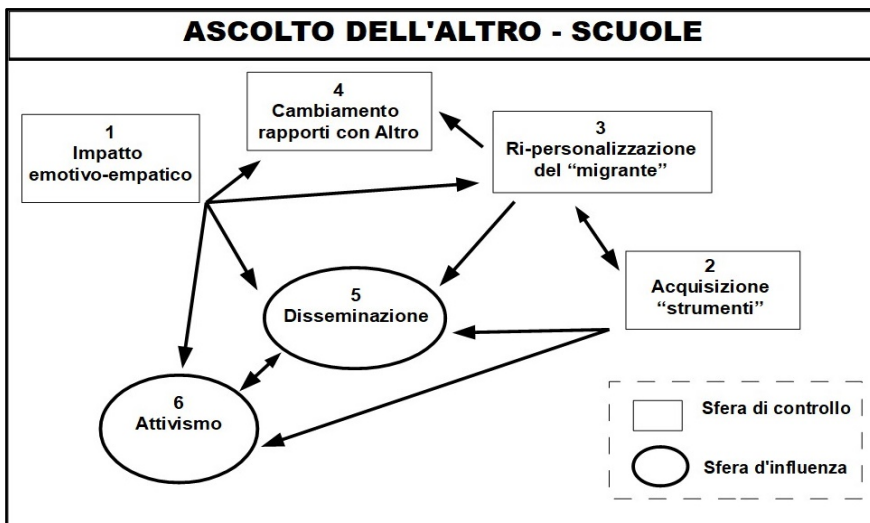 ASCOLTO DELL'ALTRO - SCUOLE
1
Impatto
emotivo-empatico
4
Cambiamento
rapporti con Altro
3
Ri-personalizzazione
del “migrante”
2
Acquisizione
“strumenti”
5
Disseminazione
6
Attivismo
Sfera di controllo
Sfera d'influenza